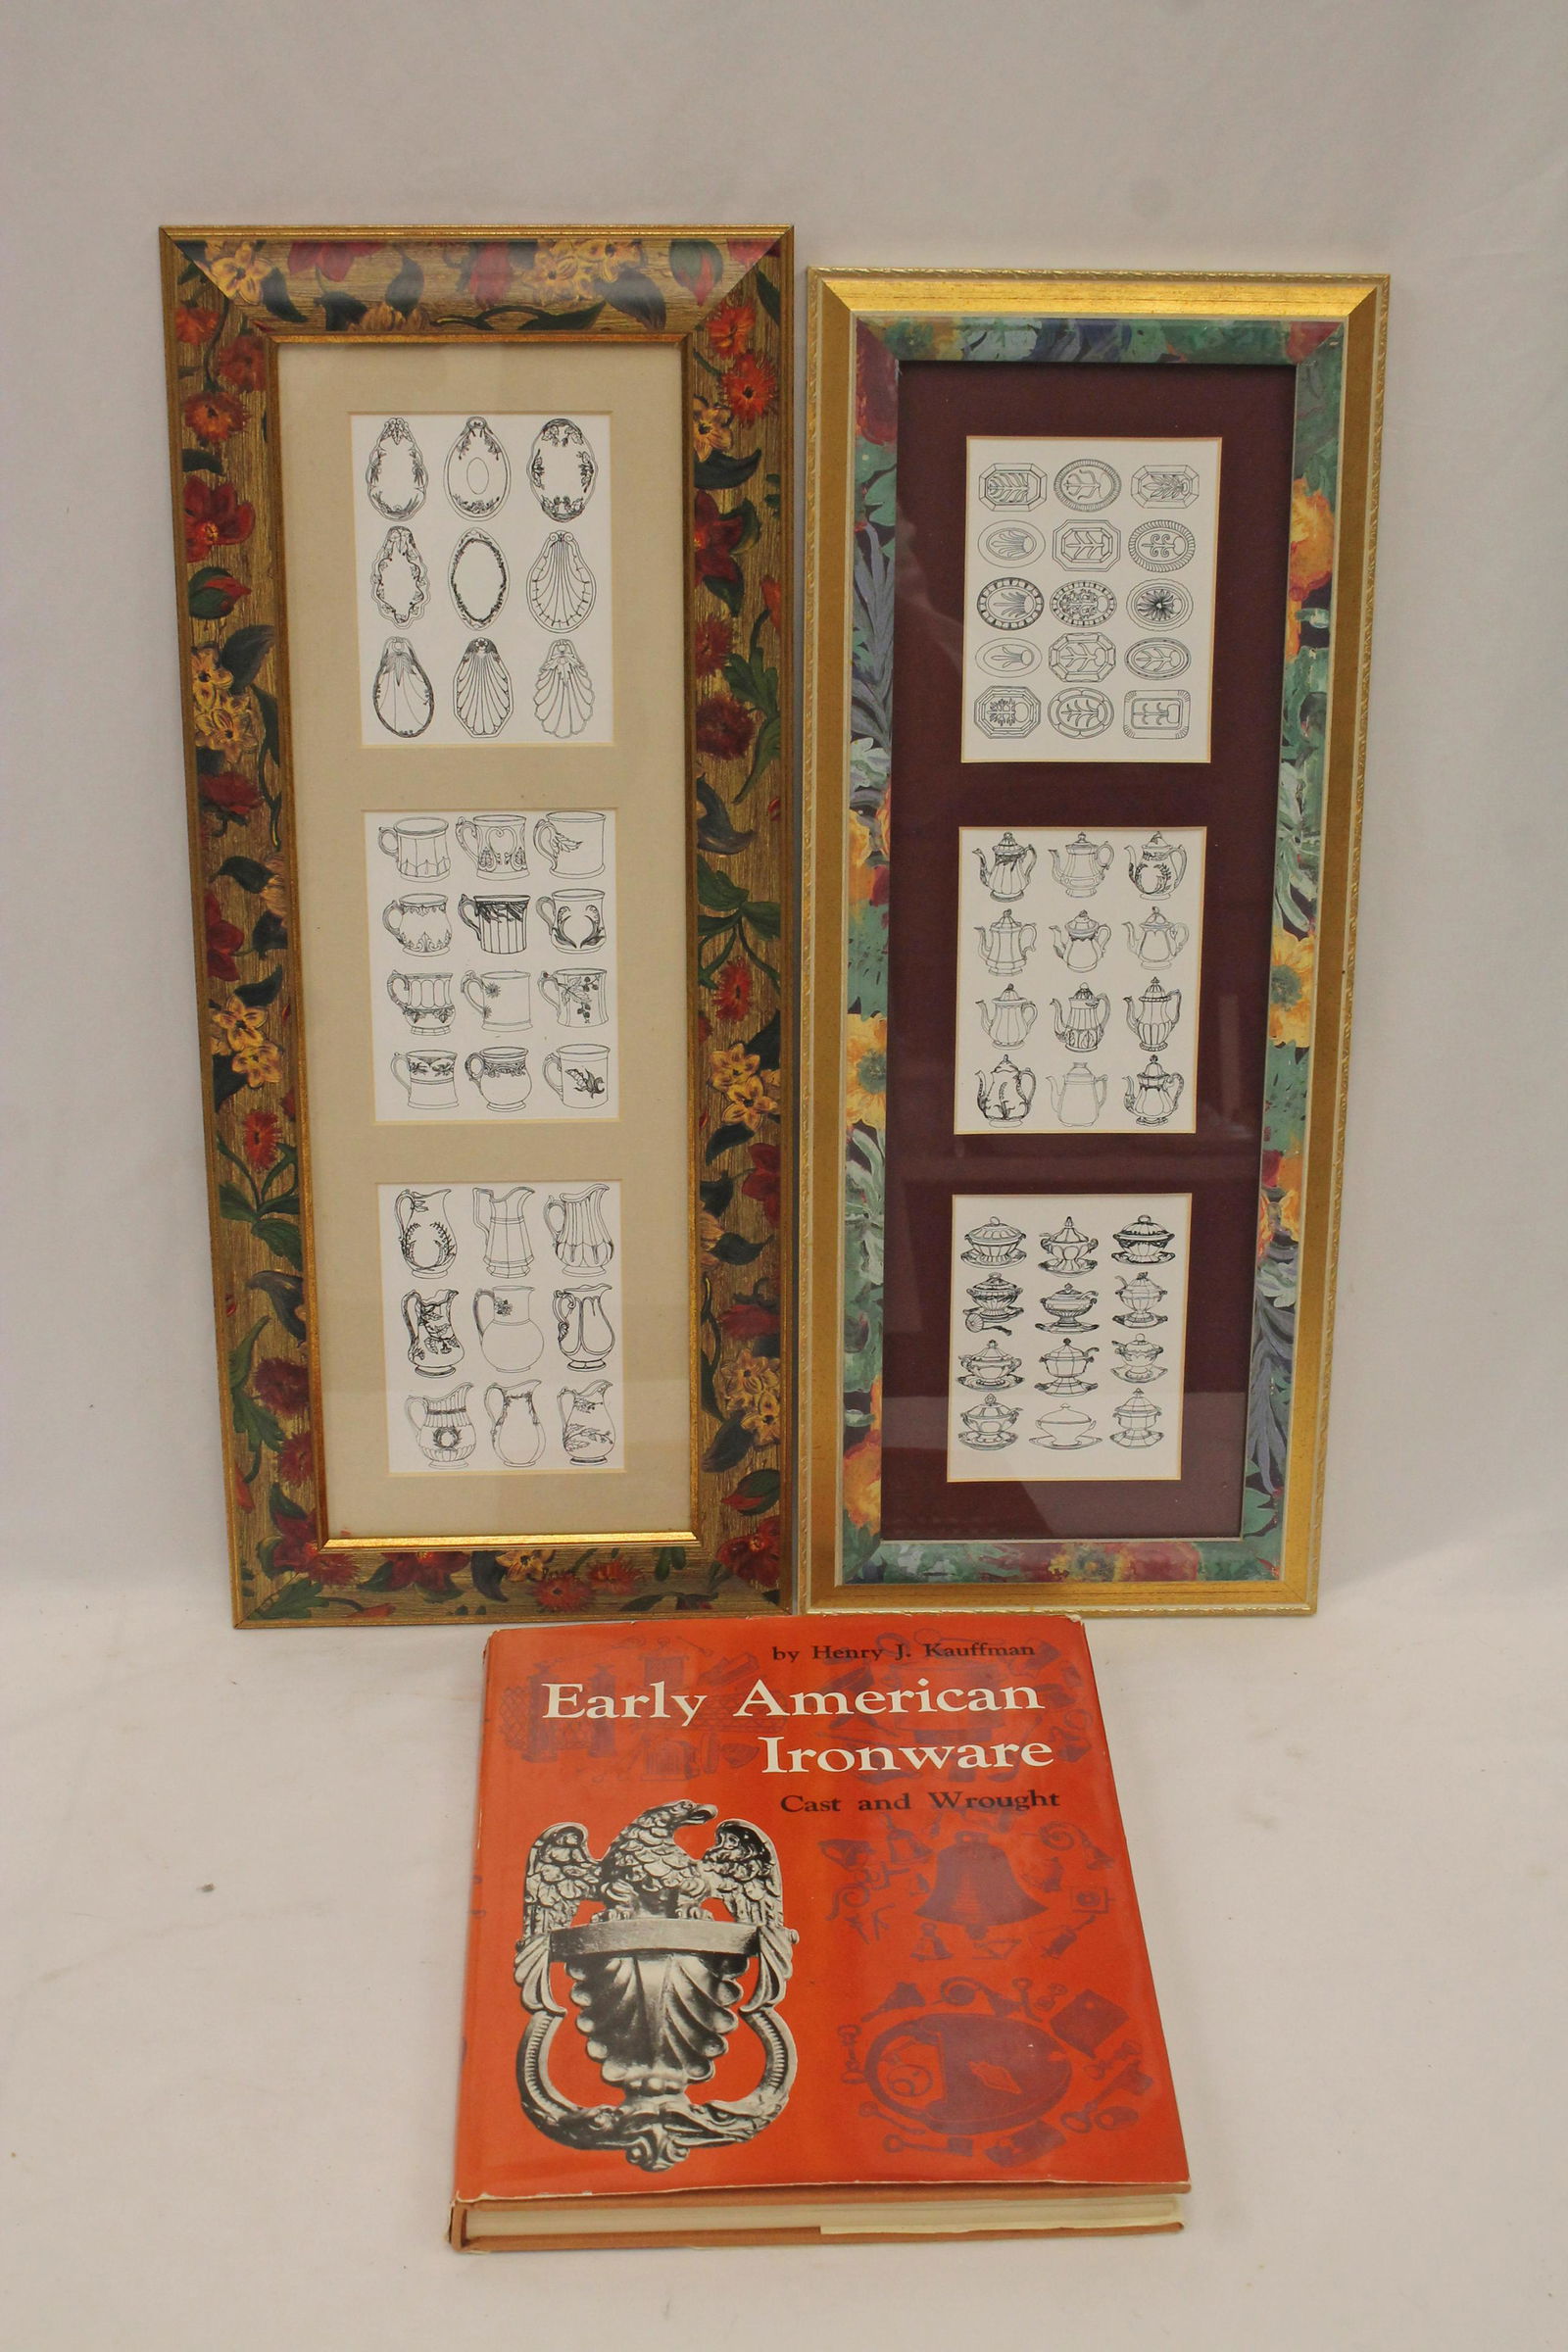 by Henry J. Kauffman
Early American
Ironware
Cast and Wrought